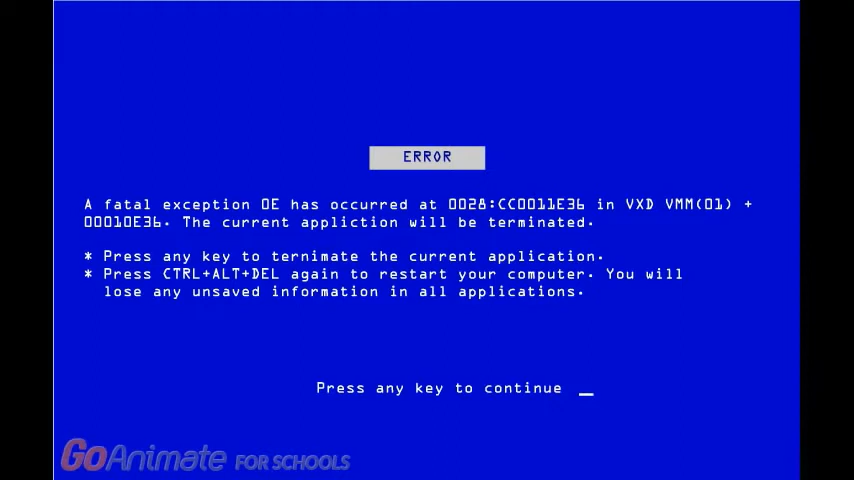 ERROR
A fatal exception 0E has occurred at 0028:CC0011E36 in VXD VMM(01) +
00010E36. The current appliction will be terminated.
* Press any key to ternimate the current application.
* Press CTRL+ALT+DEL again to restart your computer. You will
lose any unsaved information in all applications.
Press any key to continue _
GoAnimate FOR SCHOOLS